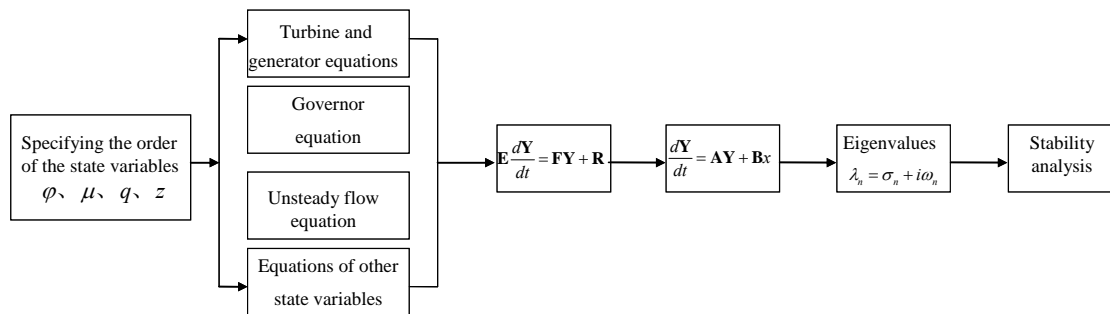 Specifying the order
of the state variables
φ、 μ、 q、 z
Turbine and
generator equations
Governor
equation
Unsteady flow
equation
Equations of other
state variables
E dY/dt = FY + R
dY/dt = AY + Bx
Eigenvalues
λn = σn + iωn
Stability
analysis